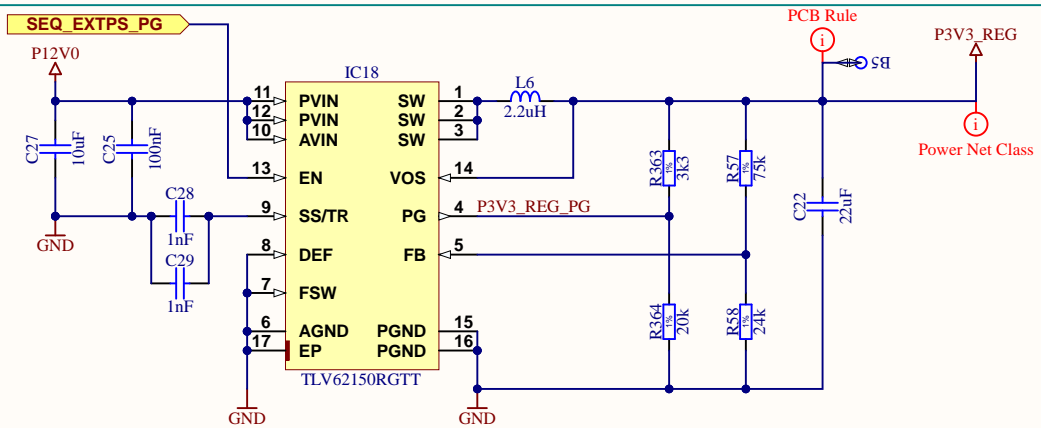 SEQ_EXTPS_PG
PCB Rule
i
P12V0
P3V3_REG
B5
IC18
L6
2.2uH
11 PVIN SW 1
12 PVIN SW 2
10 AVIN SW 3
i
Power Net Class
C27
10uF
C25
100nF
13 EN VOS 14
R363
1%
3k3
R57
1%
75k
C28
1nF
9 SS/TR PG 4 P3V3_REG_PG
C22
22uF
GND
8 DEF FB 5
C29
1nF
7 FSW
R364
1%
20k
R58
1%
24k
6 AGND PGND 15
17 EP PGND 16
TLV62150RGTT
GND
GND